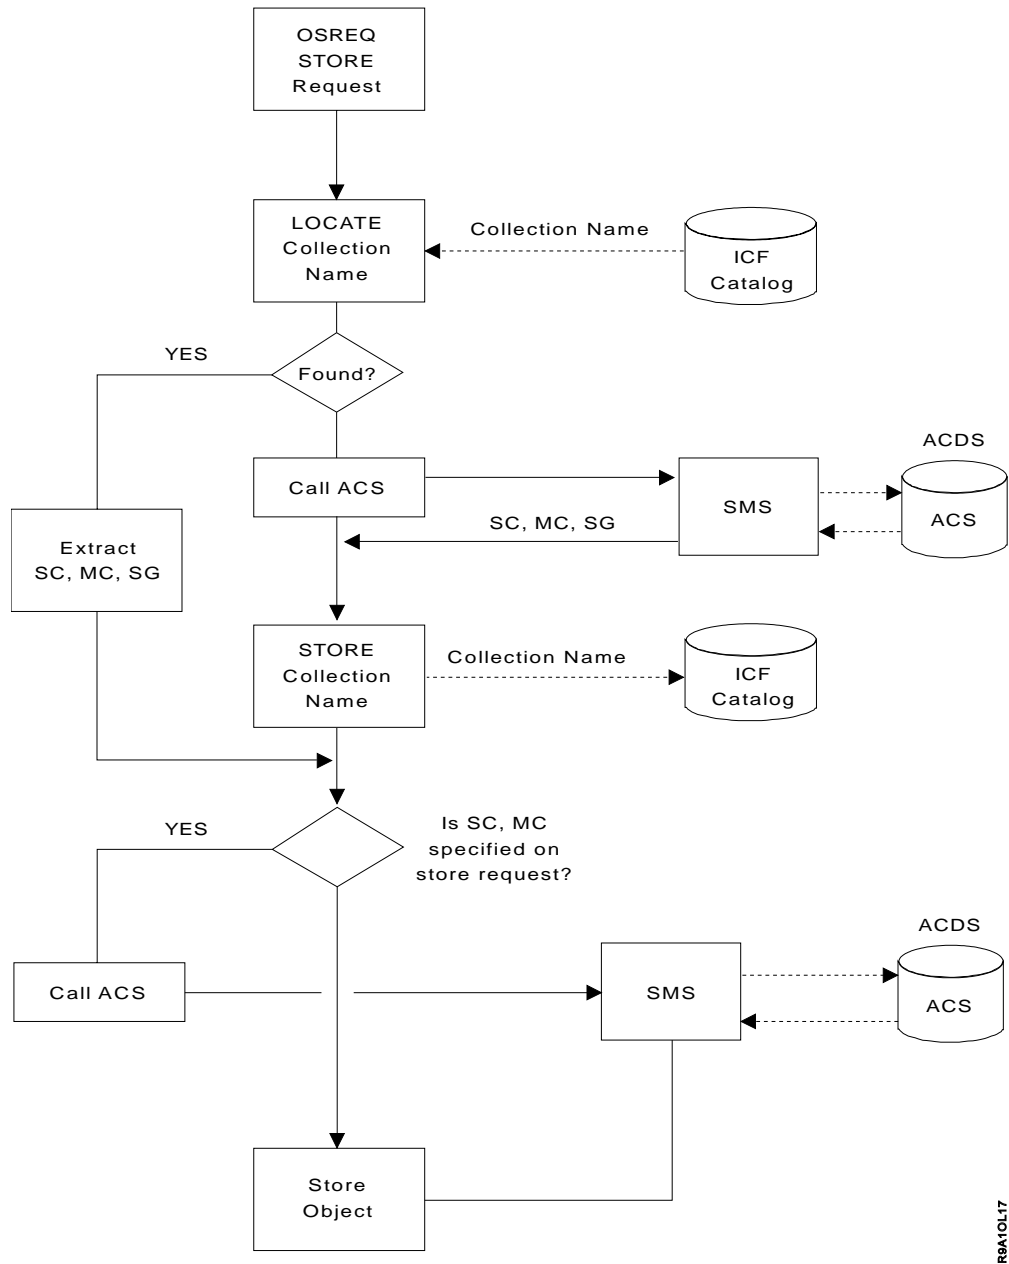 OSREQ
STORE
Request
LOCATE
Collection
Name
Collection Name
ICF
Catalog
YES
Found?
ACDS
Call ACS
SMS
ACS
SC, MC, SG
Extract
SC, MC, SG
STORE
Collection
Name
Collection Name
ICF
Catalog
YES
Is SC, MC
specified on
store request?
ACDS
Call ACS
SMS
ACS
Store
Object
R9A1OL17